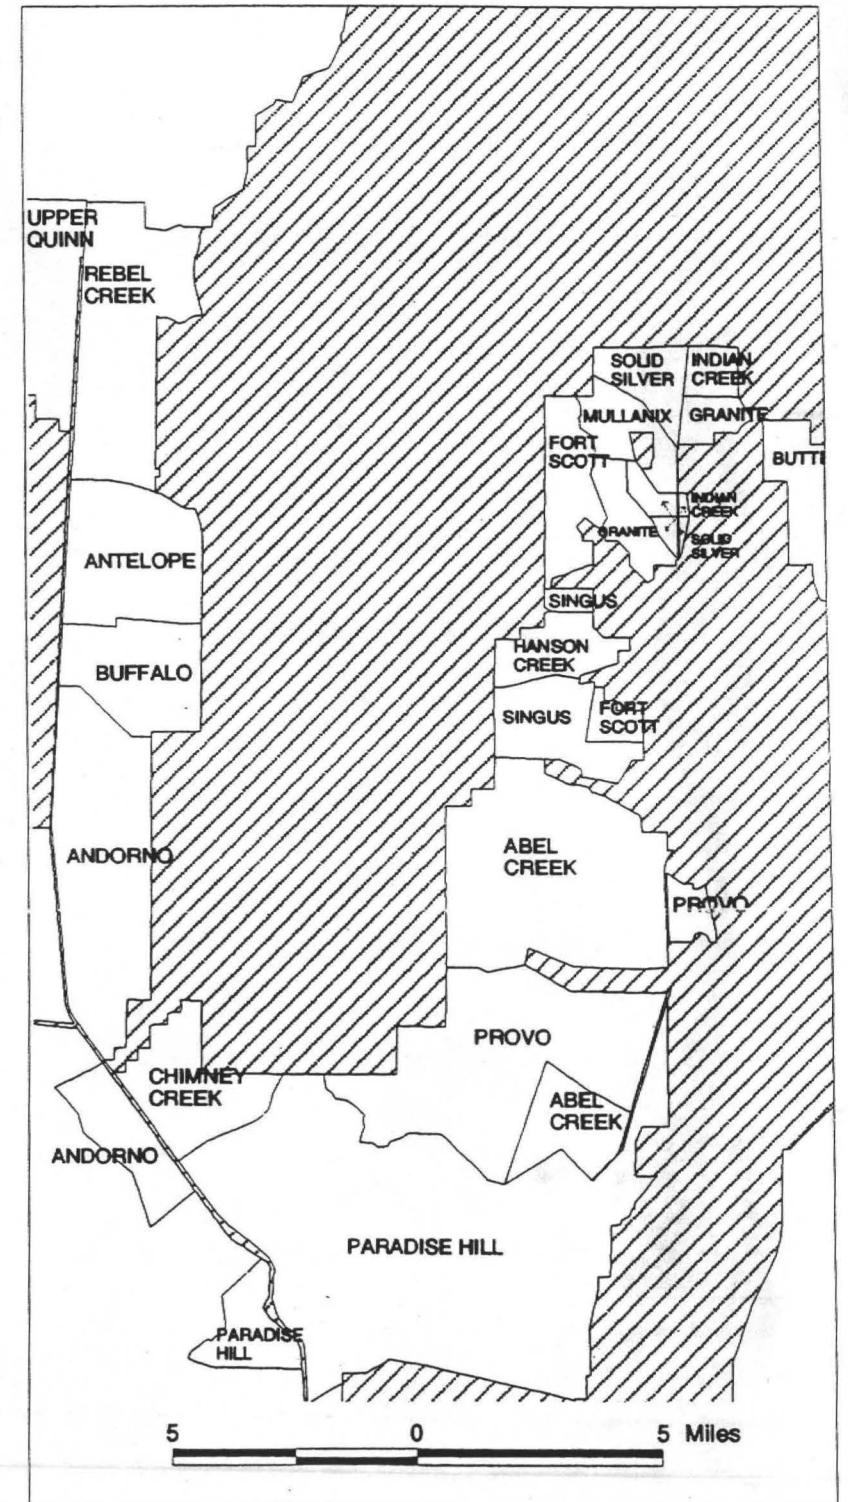 UPPER
QUINN
REBEL
CREEK
SOLID
SILVER
INDIAN
CREEK
MULLANIX
GRANITE
FORT
SCOTT
BUTTE
INDIAN
CREEK
GRANITE
SOLID
SILVER
ANTELOPE
SINGUS
HANSON
CREEK
BUFFALO
SINGUS
FORT
SCOTT
ANDORNO
ABEL
CREEK
PROVO
PROVO
CHIMNEY
CREEK
ABEL
CREEK
ANDORNO
PARADISE HILL
PARADISE
HILL
5 0 5 Miles